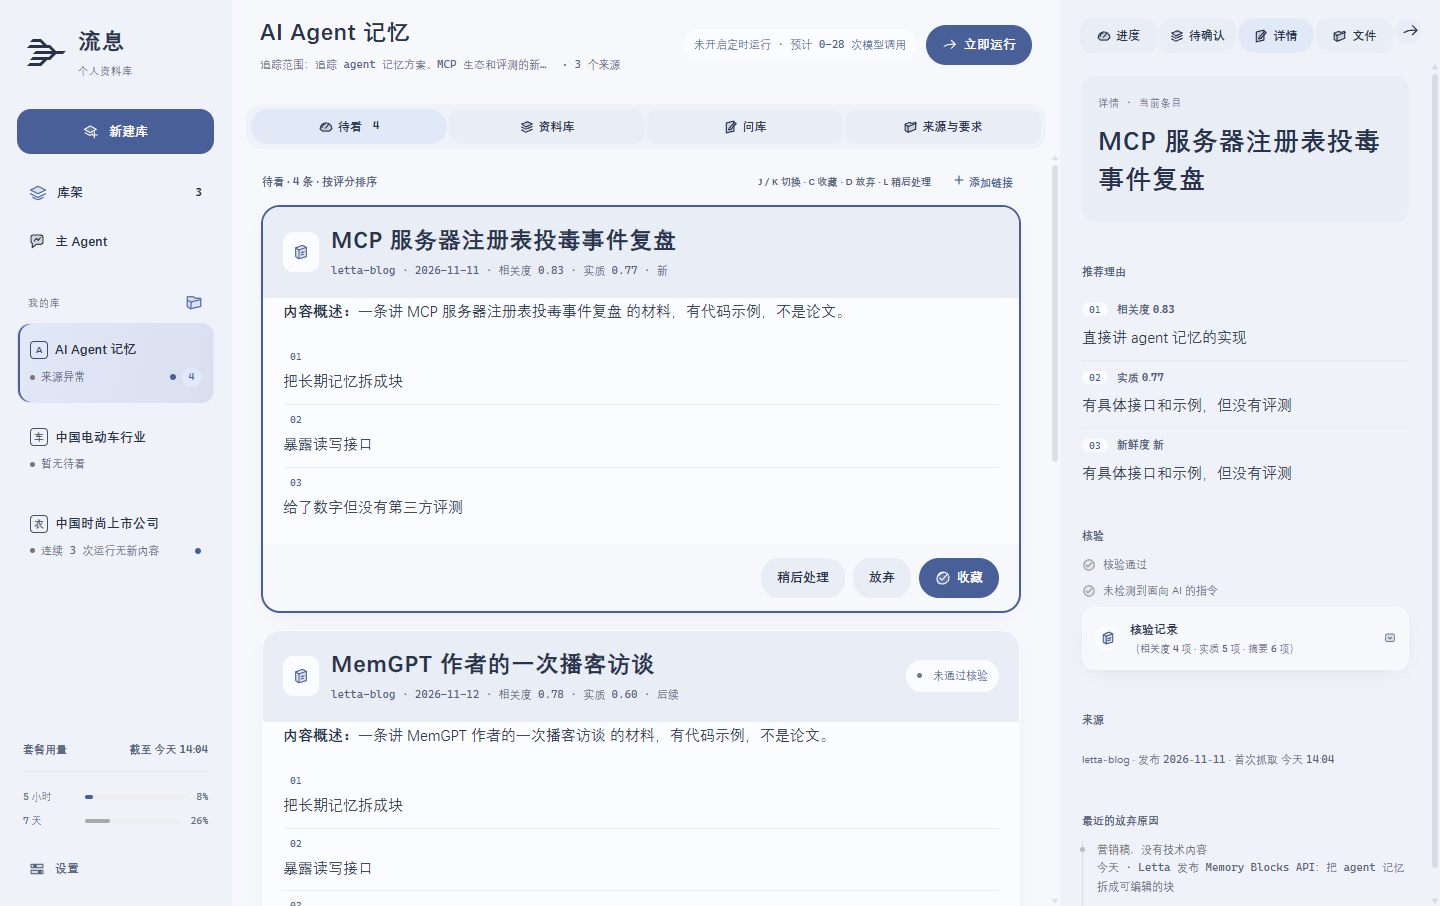 流息
个人资料库
新建库
库架 3
主 Agent
我的库
A AI Agent 记忆
来源异常 4
车 中国电动车行业
暂无待看
衣 中国时尚上市公司
连续 3 次运行无新内容
套餐用量 截至 今天 14:04
5 小时 8%
7 天 26%
设置
AI Agent 记忆
追踪范围：追踪 agent 记忆方案、MCP 生态和评测的新… · 3 个来源
未开启定时运行 · 预计 0–28 次模型调用
立即运行
待看 4
资料库
问库
来源与要求
待看 · 4 条 · 按评分排序
J / K 切换 · C 收藏 · D 放弃 · L 稍后处理
添加链接
MCP 服务器注册表投毒事件复盘
letta-blog · 2026-11-11 · 相关度 0.83 · 实质 0.77 · 新
内容概述：一条讲 MCP 服务器注册表投毒事件复盘 的材料，有代码示例，不是论文。
01
把长期记忆拆成块
02
暴露读写接口
03
给了数字但没有第三方评测
稍后处理
放弃
收藏
MemGPT 作者的一次播客访谈
letta-blog · 2026-11-12 · 相关度 0.78 · 实质 0.60 · 后续
未通过核验
内容概述：一条讲 MemGPT 作者的一次播客访谈 的材料，有代码示例，不是论文。
01
把长期记忆拆成块
02
暴露读写接口
03
进度
待确认
详情
文件
详情 · 当前条目
MCP 服务器注册表投毒
事件复盘
推荐理由
01 相关度 0.83
直接讲 agent 记忆的实现
02 实质 0.77
有具体接口和示例，但没有评测
03 新鲜度 新
有具体接口和示例，但没有评测
核验
核验通过
未检测到面向 AI 的指令
核验记录
（相关度 4 项 · 实质 5 项 · 摘要 6 项）
来源
letta-blog · 发布 2026-11-11 · 首次抓取 今天 14:04
最近的放弃原因
营销稿，没有技术内容
今天 · Letta 发布 Memory Blocks API：把 agent 记忆
拆成可编辑的块